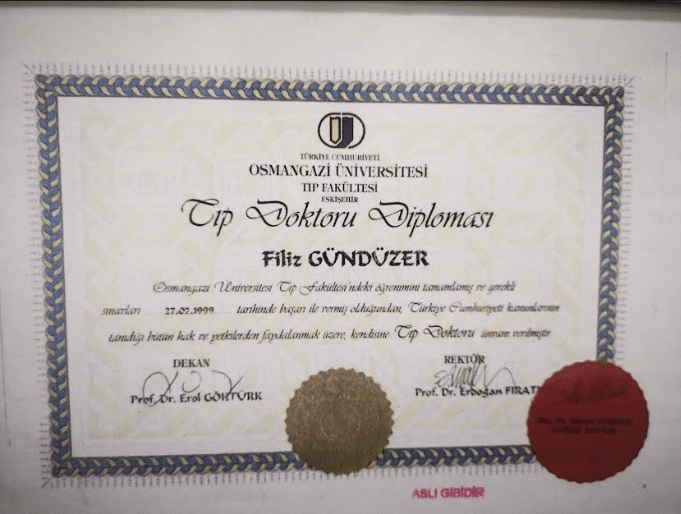 TÜRKİYE CUMHURİYETİ
OSMANGAZİ ÜNİVERSİTESİ
TIP FAKÜLTESİ
ESKİŞEHİR
Tıp Doktoru Diploması
Filiz GÜNDÜZER
Osmangazi Üniversitesi Tıp Fakültesi'ndeki öğrenimini tamamlamış ve gerekli
sınavları 27.07.1999 tarihinde başarı ile vermiş olduğundan, Türkiye Cumhuriyeti kanunlarının
tanıdığı bütün hak ve yetkilerden faydalanmak üzere, kendisine Tıp Doktoru ünvanı verilmiştir.
DEKAN
Prof. Dr. Erol GÖKTÜRK
REKTÖR
Prof. Dr. Erdoğan FIRATLI
ASLI GİBİDİR